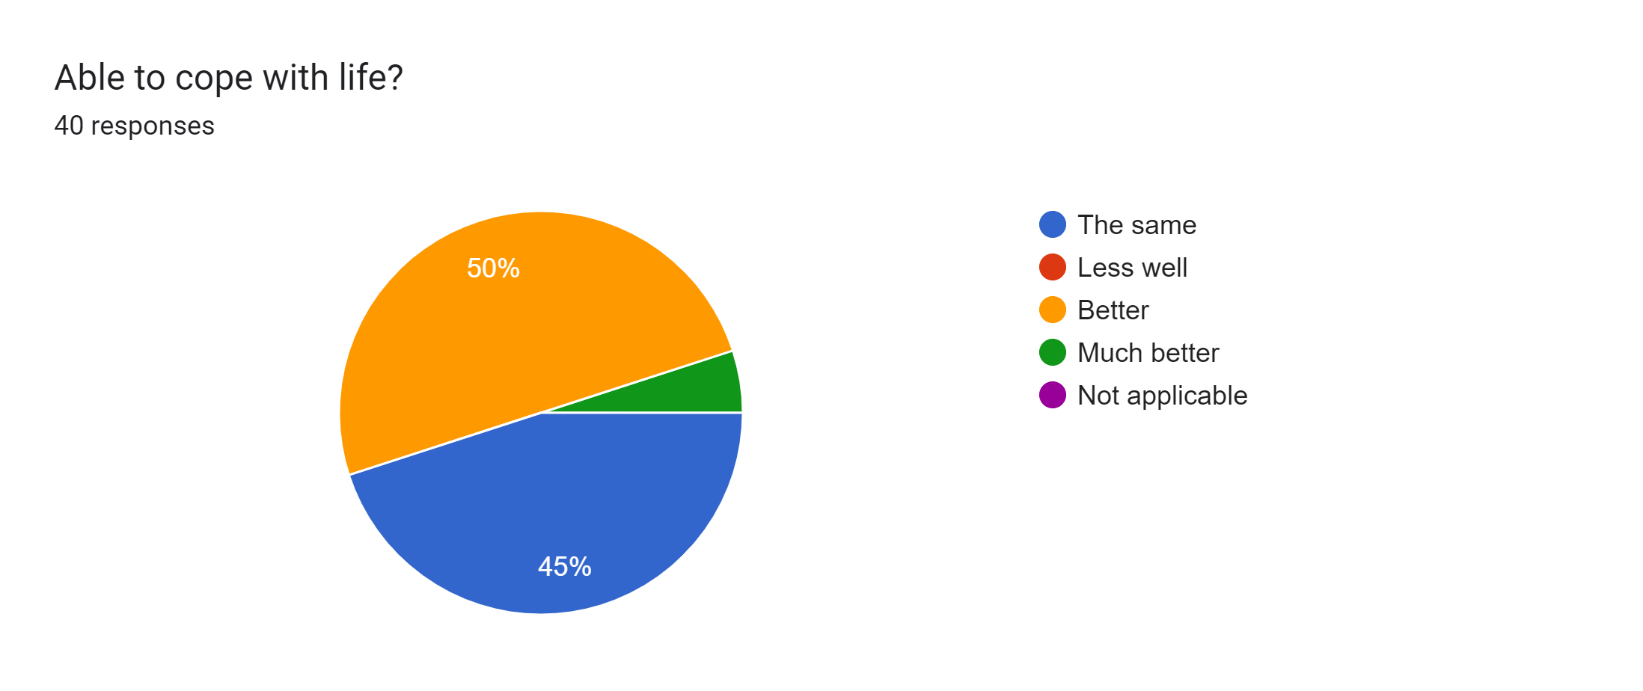 Able to cope with life?
40 responses
50%
45%
The same
Less well
Better
Much better
Not applicable